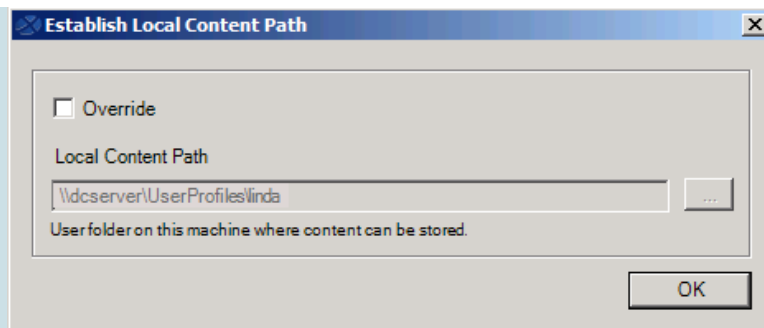 Establish Local Content Path
Override
Local Content Path
\\dcserver\UserProfiles\linda
...
User folder on this machine where content can be stored.
OK